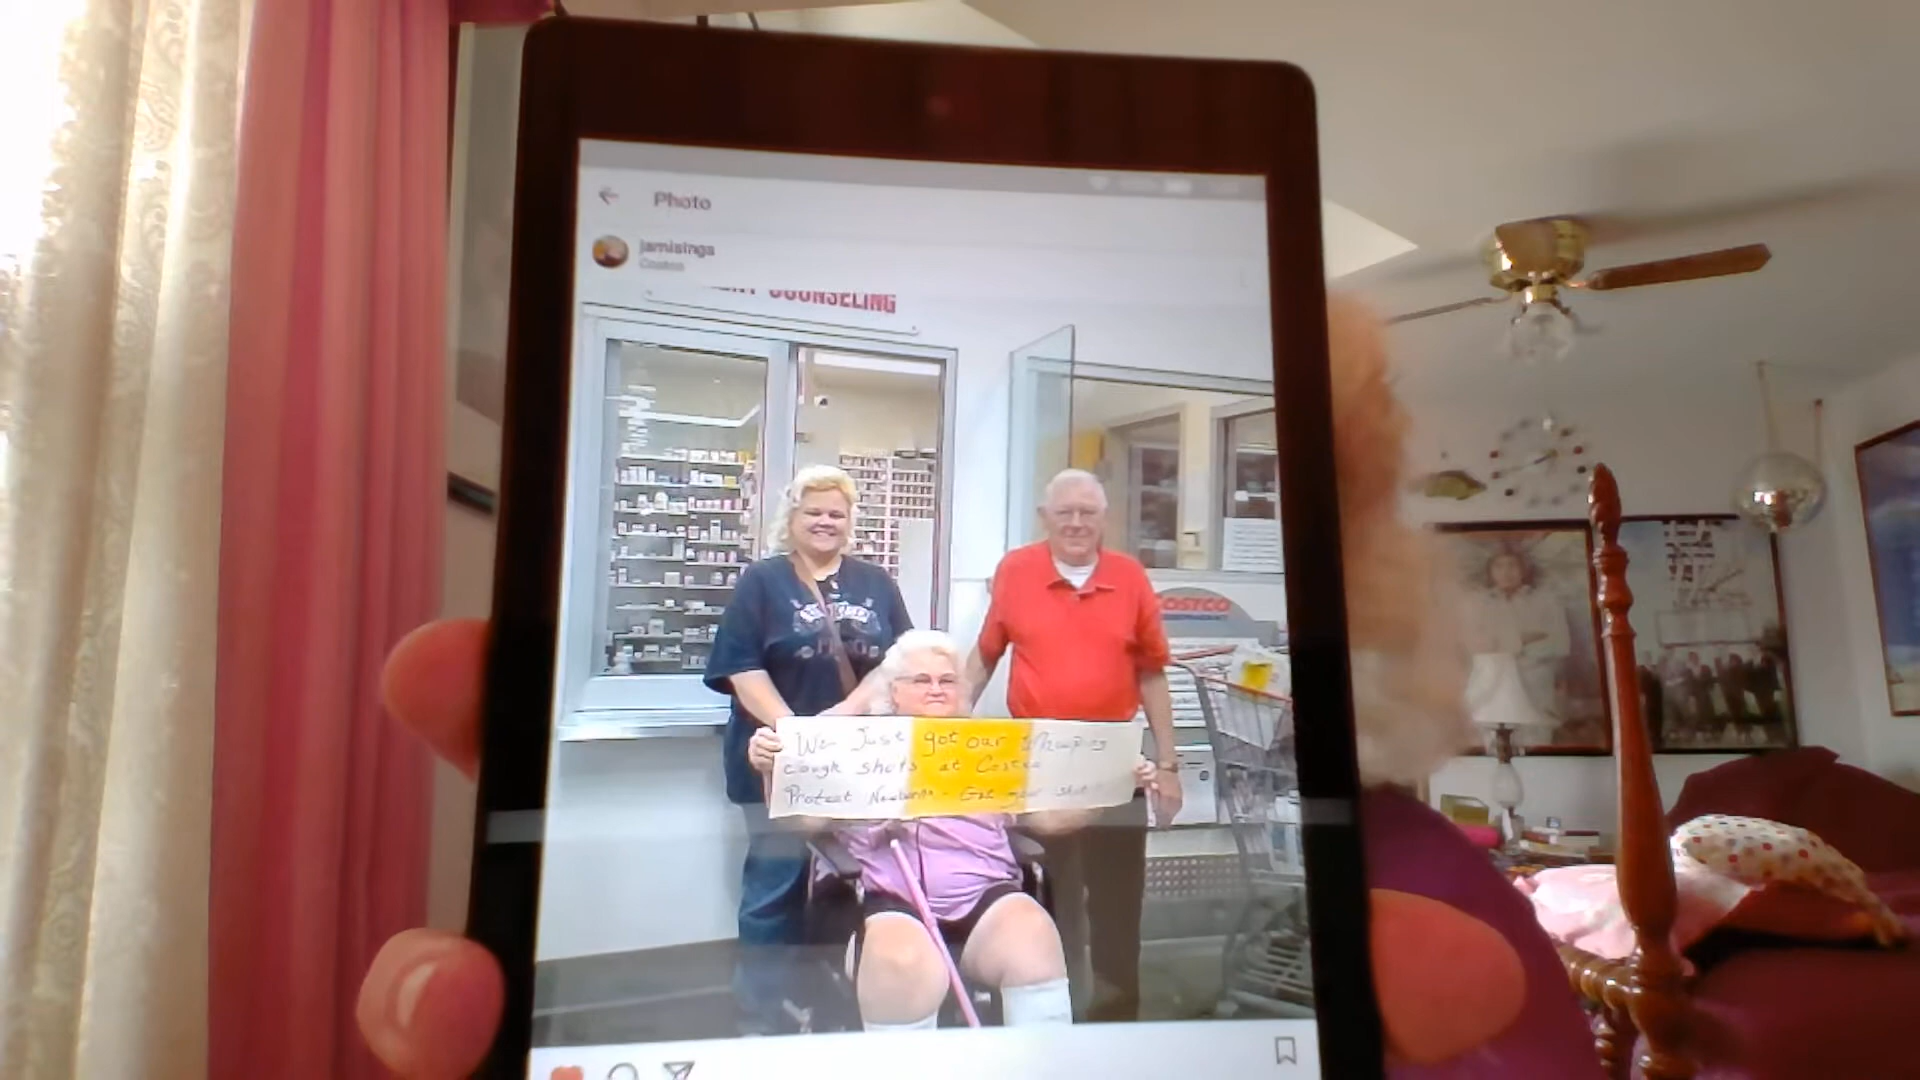 Photo
jamisings
Costco
COUNSELING
COSTCO
We Just got our Whooping
cough shots at Costco
Protect Newborns - Get your shot